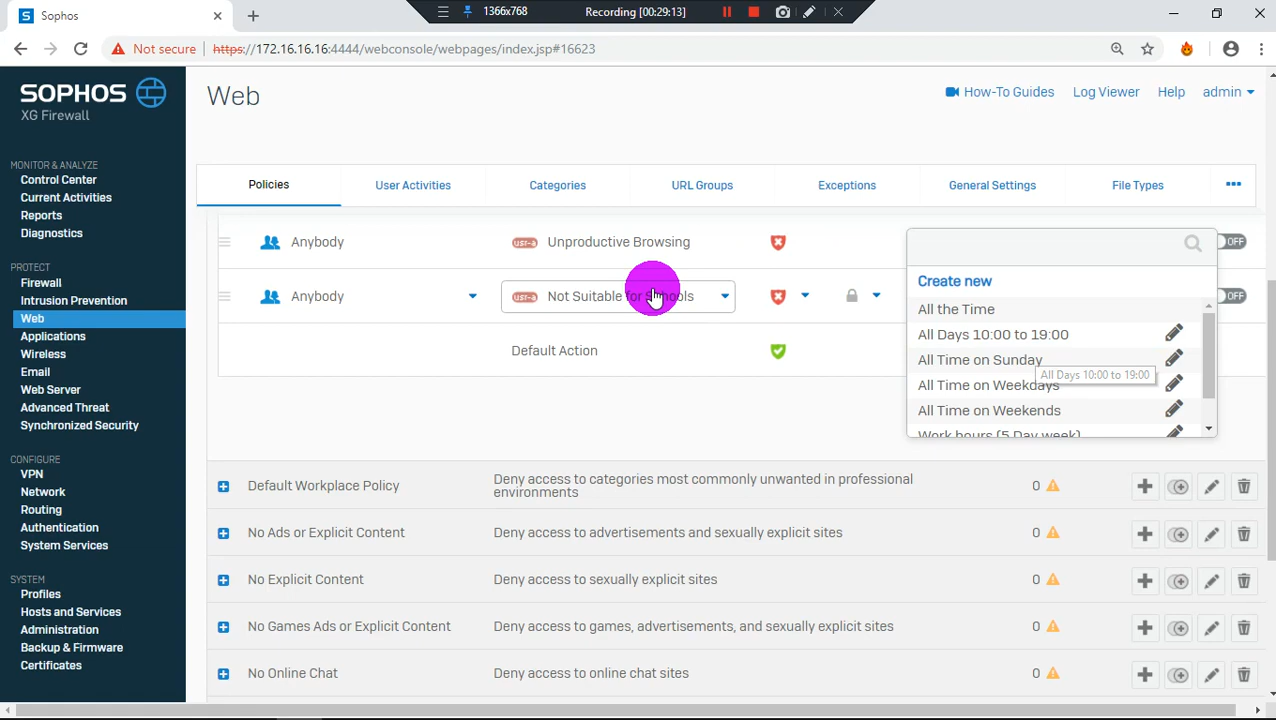 Sophos
1366x768
Recording [00:29:13]
Not secure
https://172.16.16.16:4444/webconsole/webpages/index.jsp#16623
SOPHOS
XG Firewall
Web
How-To Guides
Log Viewer
Help
admin
MONITOR & ANALYZE
Control Center
Current Activities
Reports
Diagnostics
PROTECT
Firewall
Intrusion Prevention
Web
Applications
Wireless
Email
Web Server
Advanced Threat
Synchronized Security
CONFIGURE
VPN
Network
Routing
Authentication
System Services
SYSTEM
Profiles
Hosts and Services
Administration
Backup & Firmware
Certificates
Policies
User Activities
Categories
URL Groups
Exceptions
General Settings
File Types
Anybody
usr-a Unproductive Browsing
OFF
Anybody
usr-a Not Suitable for Schools
OFF
Default Action
Create new
All the Time
All Days 10:00 to 19:00
All Time on Sunday
All Days 10:00 to 19:00
All Time on Weekdays
All Time on Weekends
Work hours (5 Day week)
Default Workplace Policy
Deny access to categories most commonly unwanted in professional
environments
0
No Ads or Explicit Content
Deny access to advertisements and sexually explicit sites
0
No Explicit Content
Deny access to sexually explicit sites
0
No Games Ads or Explicit Content
Deny access to games, advertisements, and sexually explicit sites
0
No Online Chat
Deny access to online chat sites
0